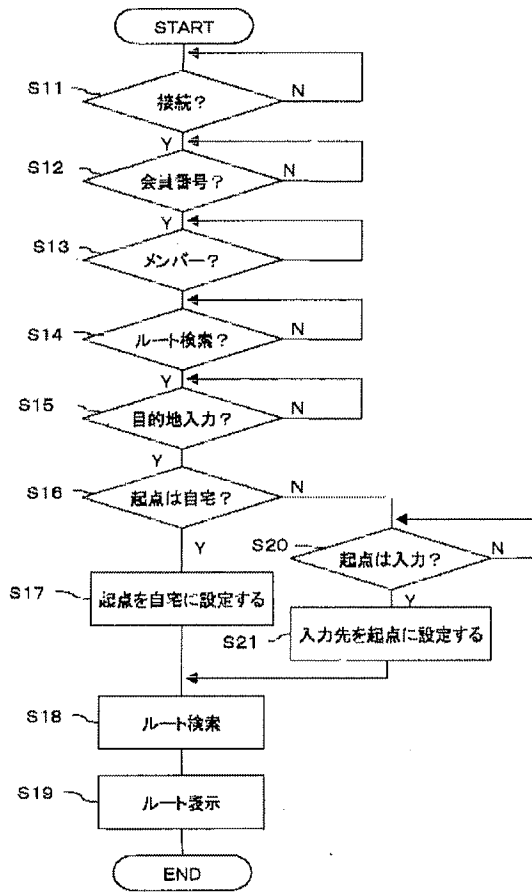 START
S11
接続?
N
Y
S12
会員番号?
N
Y
S13
メンバー?
S14
ルート検索?
N
Y
S15
目的地入力?
N
Y
S16
起点は自宅?
N
Y
S20
起点は入力?
N
Y
S17
起点を自宅に設定する
S21
入力先を起点に設定する
S18
ルート検索
S19
ルート表示
END